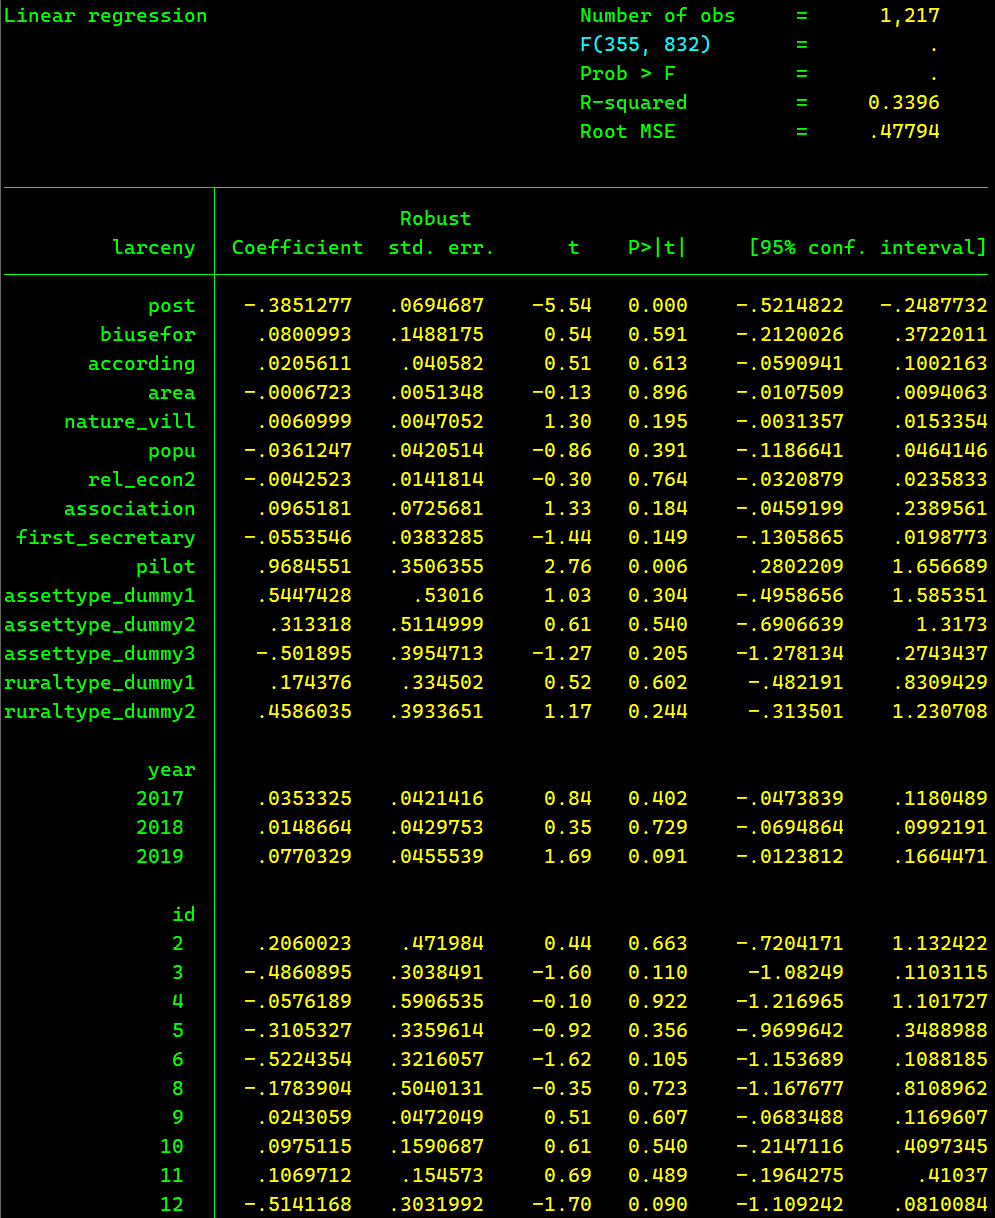 Linear regression Number of obs = 1,217
F(355, 832) = .
Prob > F = .
R-squared = 0.3396
Root MSE = .47794
Robust
larceny Coefficient std. err. t P>|t| [95% conf. interval]
post -.3851277 .0694687 -5.54 0.000 -.5214822 -.2487732
biusefor .0800993 .1488175 0.54 0.591 -.2120026 .3722011
according .0205611 .040582 0.51 0.613 -.0590941 .1002163
area -.0006723 .0051348 -0.13 0.896 -.0107509 .0094063
nature_vill .0060999 .0047052 1.30 0.195 -.0031357 .0153354
popu -.0361247 .0420514 -0.86 0.391 -.1186641 .0464146
rel_econ2 -.0042523 .0141814 -0.30 0.764 -.0320879 .0235833
association .0965181 .0725681 1.33 0.184 -.0459199 .2389561
first_secretary -.0553546 .0383285 -1.44 0.149 -.1305865 .0198773
pilot .9684551 .3506355 2.76 0.006 .2802209 1.656689
assettype_dummy1 .5447428 .53016 1.03 0.304 -.4958656 1.585351
assettype_dummy2 .313318 .5114999 0.61 0.540 -.6906639 1.3173
assettype_dummy3 -.501895 .3954713 -1.27 0.205 -1.278134 .2743437
ruraltype_dummy1 .174376 .334502 0.52 0.602 -.482191 .8309429
ruraltype_dummy2 .4586035 .3933651 1.17 0.244 -.313501 1.230708
year
2017 .0353325 .0421416 0.84 0.402 -.0473839 .1180489
2018 .0148664 .0429753 0.35 0.729 -.0694864 .0992191
2019 .0770329 .0455539 1.69 0.091 -.0123812 .1664471
id
2 .2060023 .471984 0.44 0.663 -.7204171 1.132422
3 -.4860895 .3038491 -1.60 0.110 -1.08249 .1103115
4 -.0576189 .5906535 -0.10 0.922 -1.216965 1.101727
5 -.3105327 .3359614 -0.92 0.356 -.9699642 .3488988
6 -.5224354 .3216057 -1.62 0.105 -1.153689 .1088185
8 -.1783904 .5040131 -0.35 0.723 -1.167677 .8108962
9 .0243059 .0472049 0.51 0.607 -.0683488 .1169607
10 .0975115 .1590687 0.61 0.540 -.2147116 .4097345
11 .1069712 .154573 0.69 0.489 -.1964275 .41037
12 -.5141168 .3031992 -1.70 0.090 -1.109242 .0810084